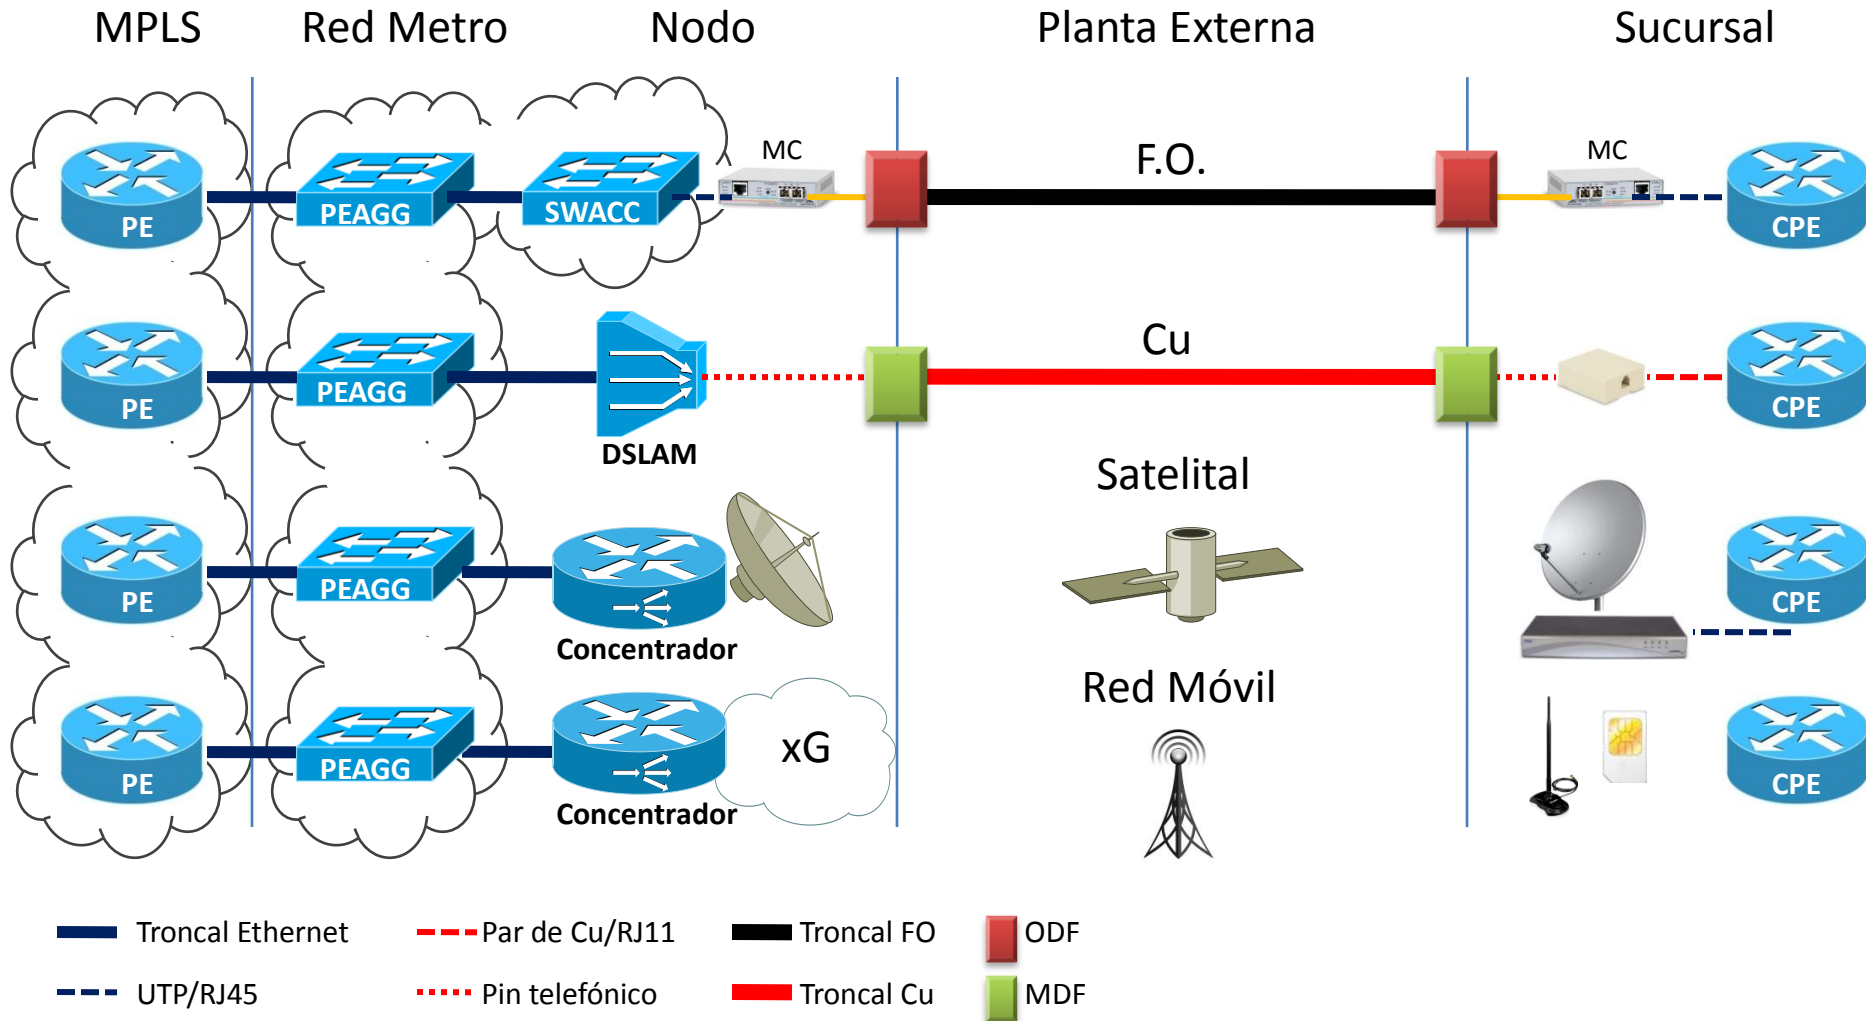 MPLS
Red Metro
Nodo
Planta Externa
Sucursal
PE
PEAGG
SWACC
MC
F.O.
MC
CPE
PE
PEAGG
DSLAM
Cu
CPE
PE
PEAGG
Concentrador
Satelital
CPE
PE
PEAGG
Concentrador
xG
Red Móvil
CPE
Troncal Ethernet
Par de Cu/RJ11
Troncal FO
ODF
UTP/RJ45
Pin telefónico
Troncal Cu
MDF